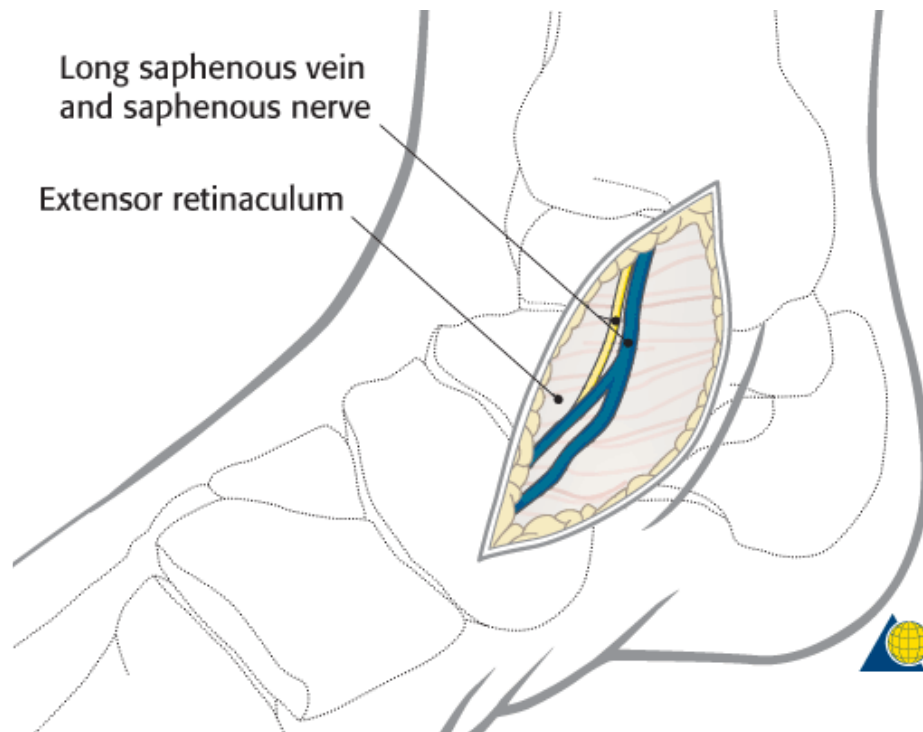 Long saphenous vein
and saphenous nerve
Extensor retinaculum